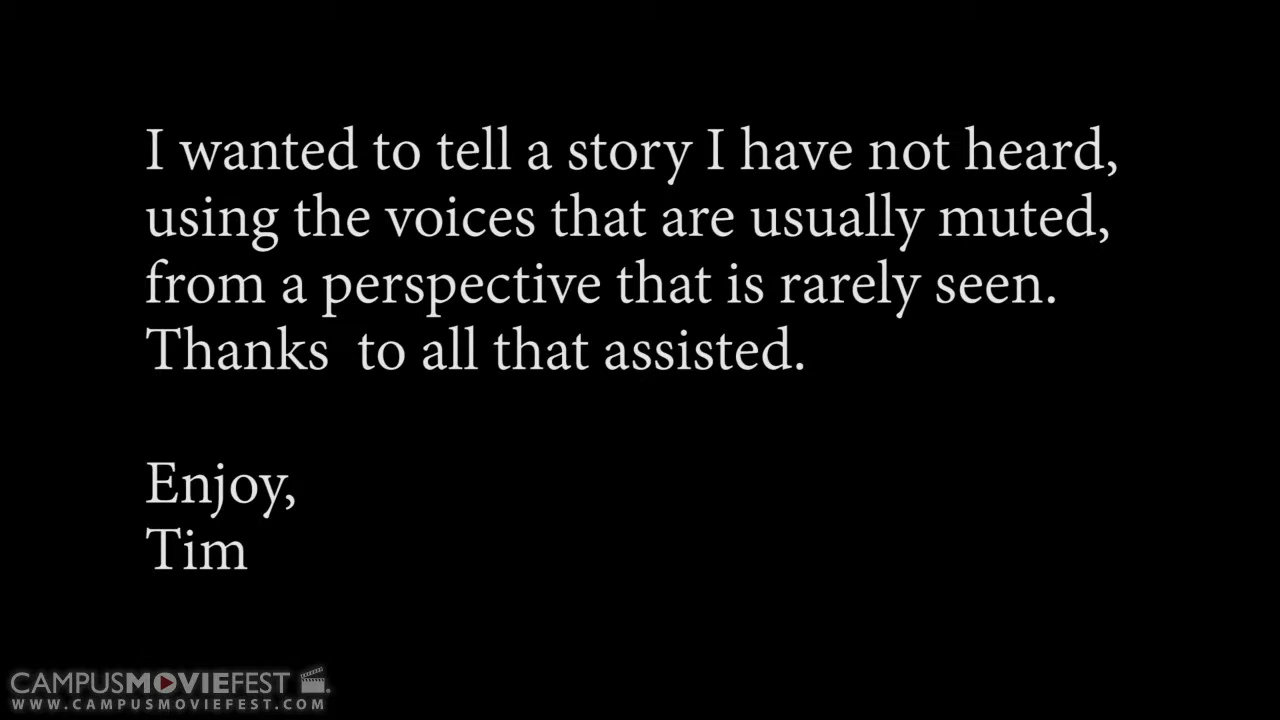 I wanted to tell a story I have not heard,
using the voices that are usually muted,
from a perspective that is rarely seen.
Thanks  to all that assisted.
Enjoy,
Tim
CAMPUSMOVIEFEST
WWW.CAMPUSMOVIEFEST.COM